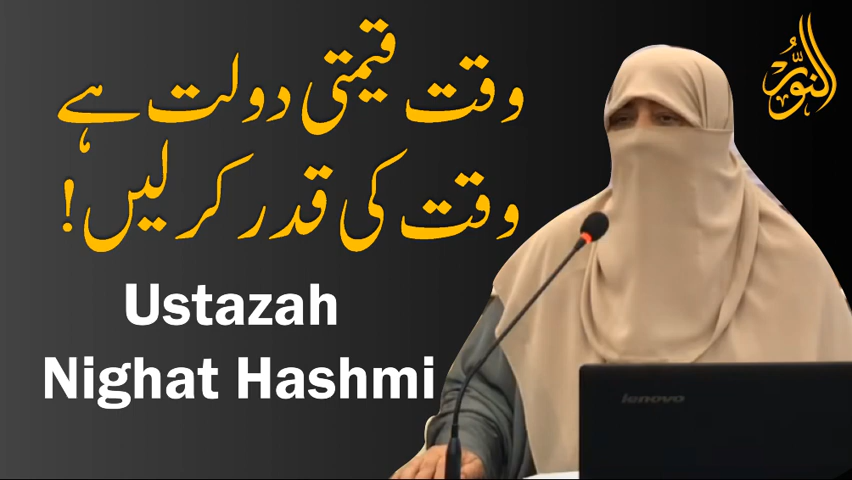 وقت قیمتی دولت ہے
وقت کی قدر کر لیں!
Ustazah
Nighat Hashmi
النور
lenovo